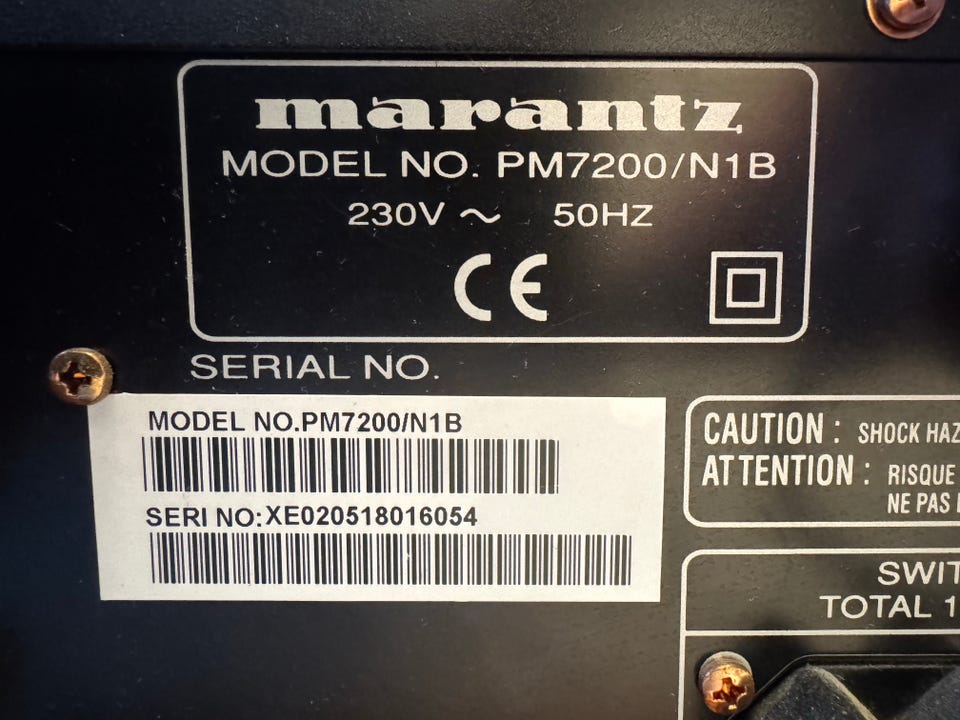 marantz
MODEL NO. PM7200/N1B
230V ～ 50HZ
CE
SERIAL NO.
MODEL NO.PM7200/N1B
SERI NO:XE020518016054
CAUTION : SHOCK HAZ
ATTENTION : RISQUE
NE PAS
SWIT
TOTAL 1